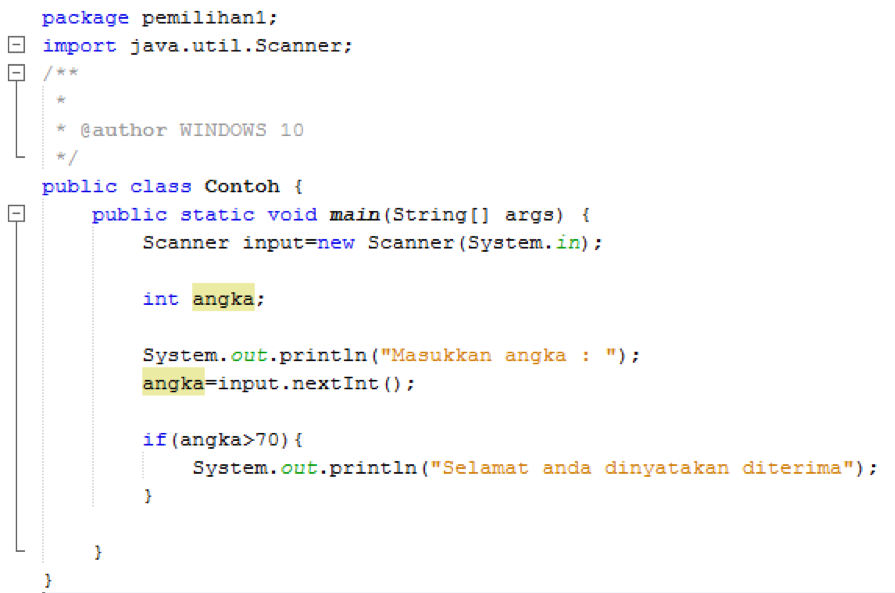 package pemilihan1;
import java.util.Scanner;
/**
 *
 * @author WINDOWS 10
 */
public class Contoh {
    public static void main(String[] args) {
        Scanner input=new Scanner(System.in);

        int angka;

        System.out.println("Masukkan angka : ");
        angka=input.nextInt();

        if(angka>70){
            System.out.println("Selamat anda dinyatakan diterima");
        }

    }
}